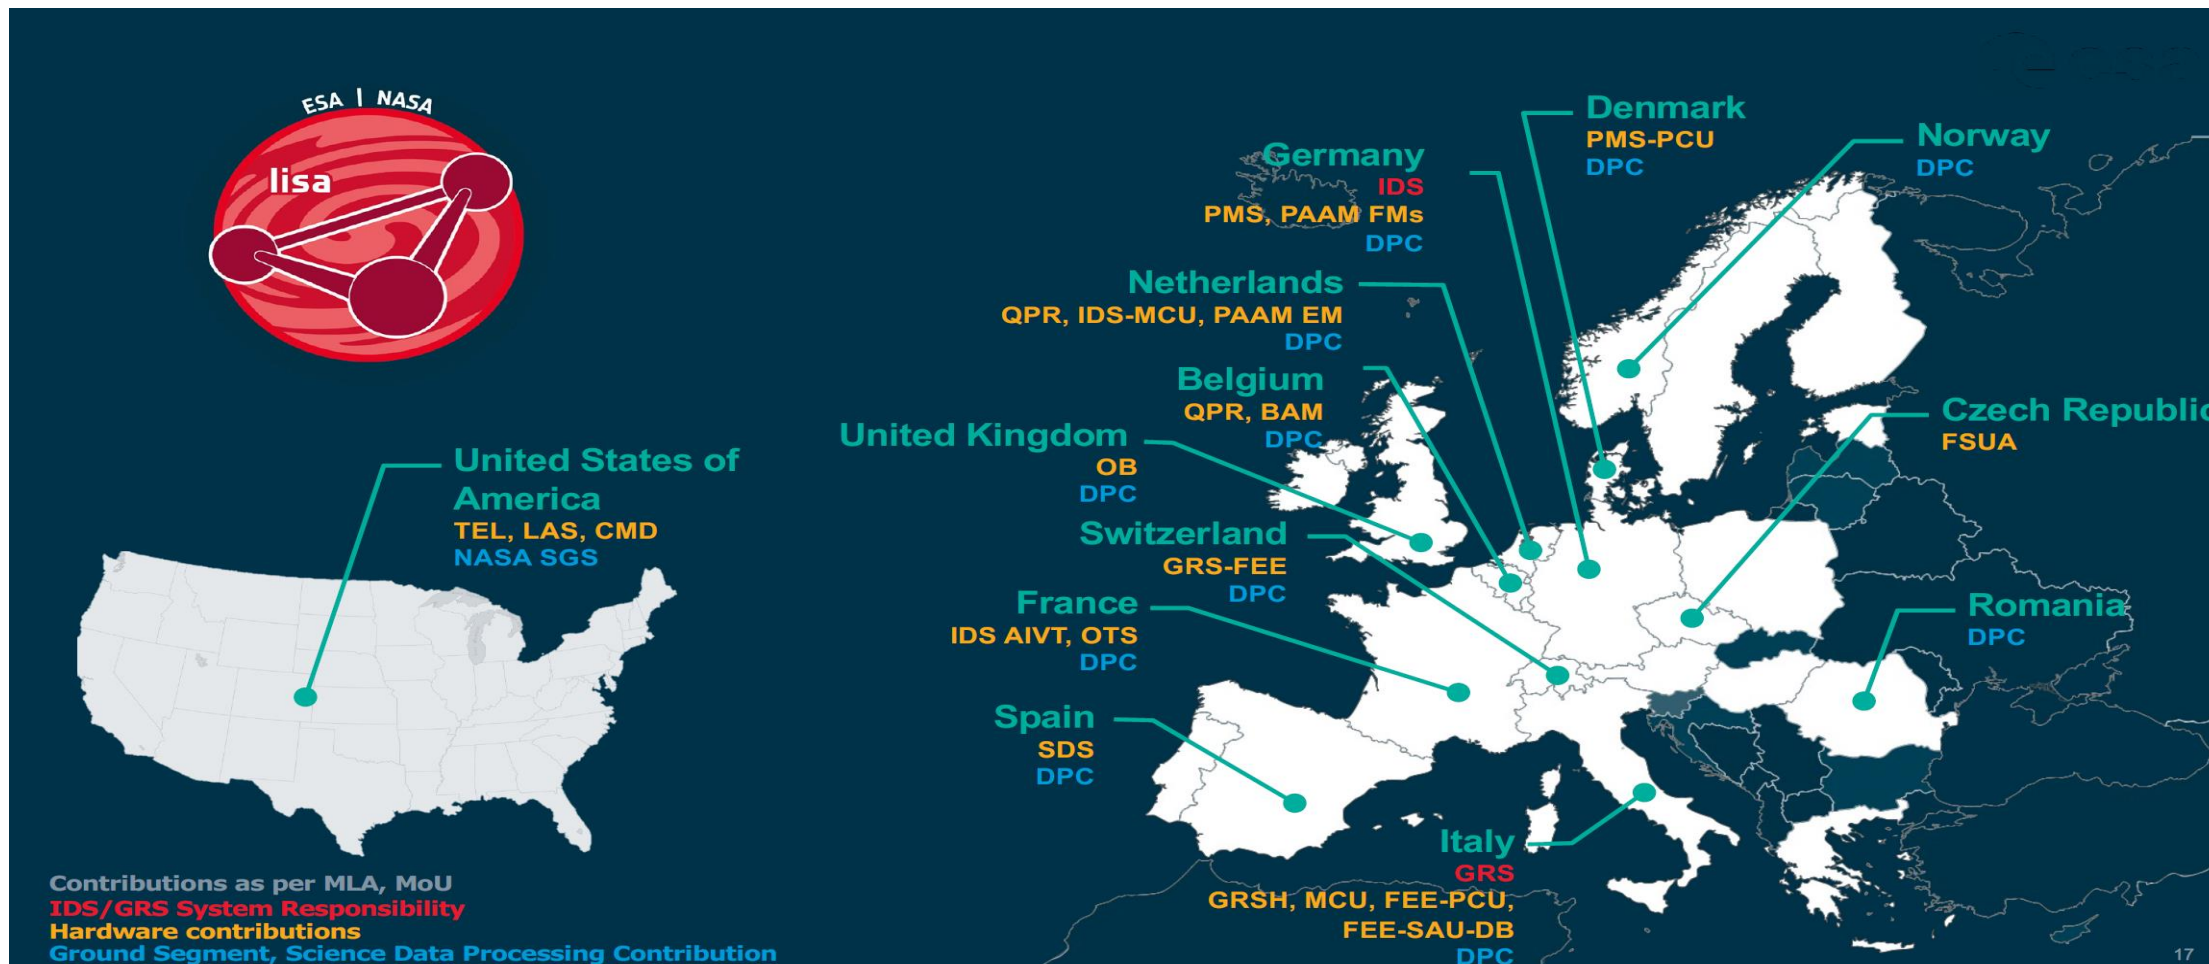 ESA | NASA
lisa
United States of
America
TEL, LAS, CMD
NASA SGS
Contributions as per MLA, MoU
IDS/GRS System Responsibility
Hardware contributions
Ground Segment, Science Data Processing Contribution
Denmark
PMS-PCU
DPC
Norway
DPC
Germany
IDS
PMS, PAAM FMs
DPC
Netherlands
QPR, IDS-MCU, PAAM EM
DPC
Belgium
QPR, BAM
DPC
Czech Republic
FSUA
United Kingdom
OB
DPC
Switzerland
GRS-FEE
DPC
France
IDS AIVT, OTS
DPC
Romania
DPC
Spain
SDS
DPC
Italy
GRS
GRSH, MCU, FEE-PCU,
FEE-SAU-DB
DPC
17